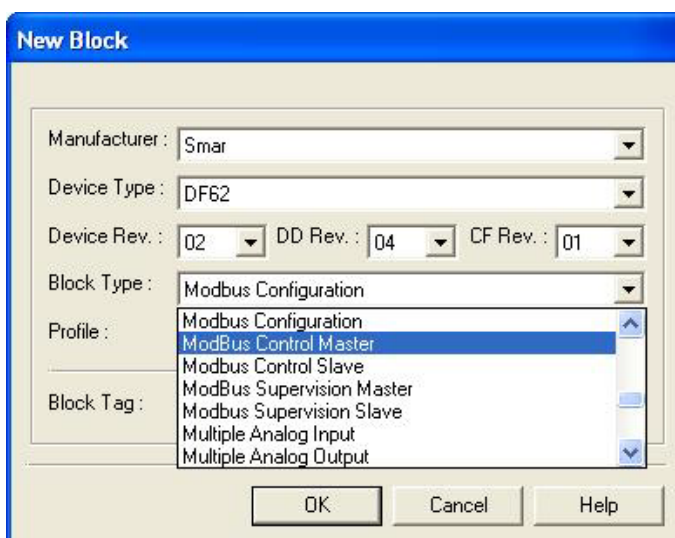 New Block
Manufacturer : Smar
Device Type : DF62
Device Rev. : 02 DD Rev. : 04 CF Rev. : 01
Block Type : Modbus Configuration
Modbus Configuration
Profile : ModBus Control Master
Modbus Control Slave
ModBus Supervision Master
Block Tag : Modbus Supervision Slave
Multiple Analog Input
Multiple Analog Output
OK Cancel Help